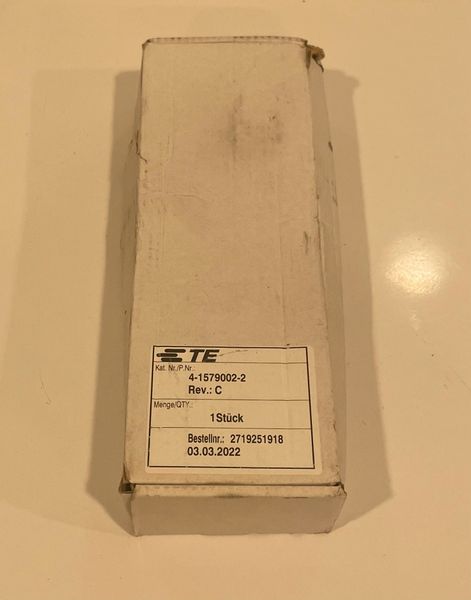 TE
Kat. Nr./P.Nr.:
4-1579002-2
Rev.: C
Menge/QTY.:
1Stück
Bestellnr.: 2719251918
03.03.2022